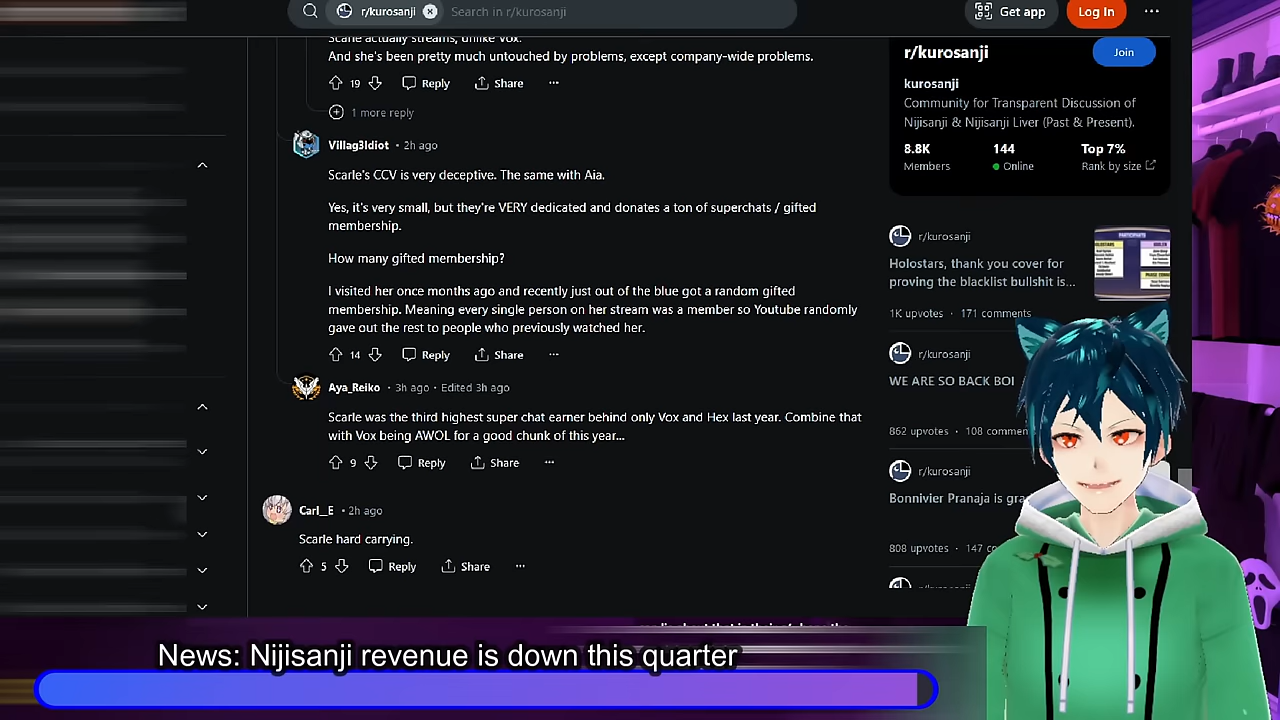 r/kurosanji
Search in r/kurosanji
Get app
Log In
Scarle actually streams, unlike Vox.
And she's been pretty much untouched by problems, except company-wide problems.
19
Reply
Share
1 more reply
Villag3Idiot • 2h ago
Scarle's CCV is very deceptive. The same with Aia.
Yes, it's very small, but they're VERY dedicated and donates a ton of superchats / gifted
membership.
How many gifted membership?
I visited her once months ago and recently just out of the blue got a random gifted
membership. Meaning every single person on her stream was a member so Youtube randomly
gave out the rest to people who previously watched her.
14
Reply
Share
Aya_Reiko • 3h ago • Edited 3h ago
Scarle was the third highest super chat earner behind only Vox and Hex last year. Combine that
with Vox being AWOL for a good chunk of this year...
9
Reply
Share
Carl__E • 2h ago
Scarle hard carrying.
5
Reply
Share
r/kurosanji
Join
kurosanji
Community for Transparent Discussion of
Nijisanji & Nijisanji Liver (Past & Present).
8.8K
144
Top 7%
Members
Online
Rank by size
r/kurosanji
Holostars, thank you cover for
proving the blacklist bullshit is...
1K upvotes • 171 comments
r/kurosanji
WE ARE SO BACK BOI
862 upvotes • 108 commen
r/kurosanji
Bonnivier Pranaja is gra
808 upvotes • 147 co
News: Nijisanji revenue is down this quarter